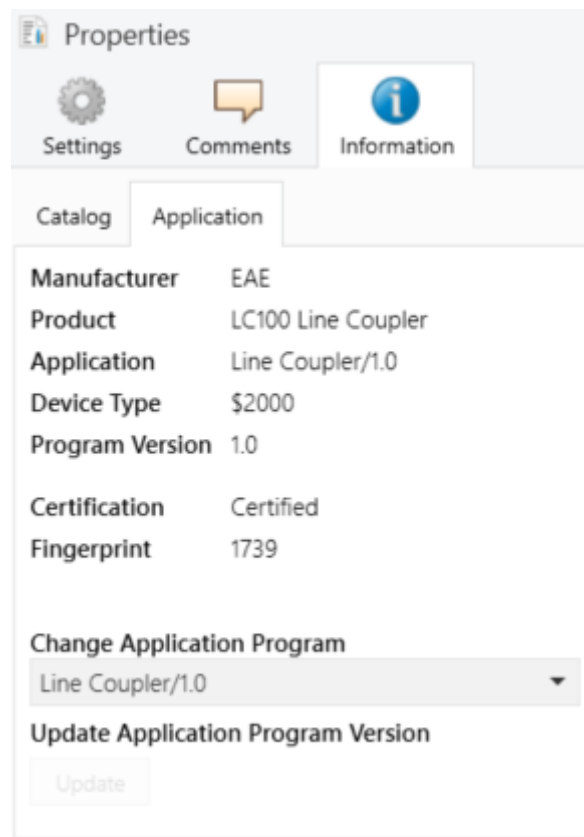 Properties
Settings Comments Information
Catalog Application
Manufacturer EAE
Product LC100 Line Coupler
Application Line Coupler/1.0
Device Type $2000
Program Version 1.0
Certification Certified
Fingerprint 1739
Change Application Program
Line Coupler/1.0
Update Application Program Version
Update